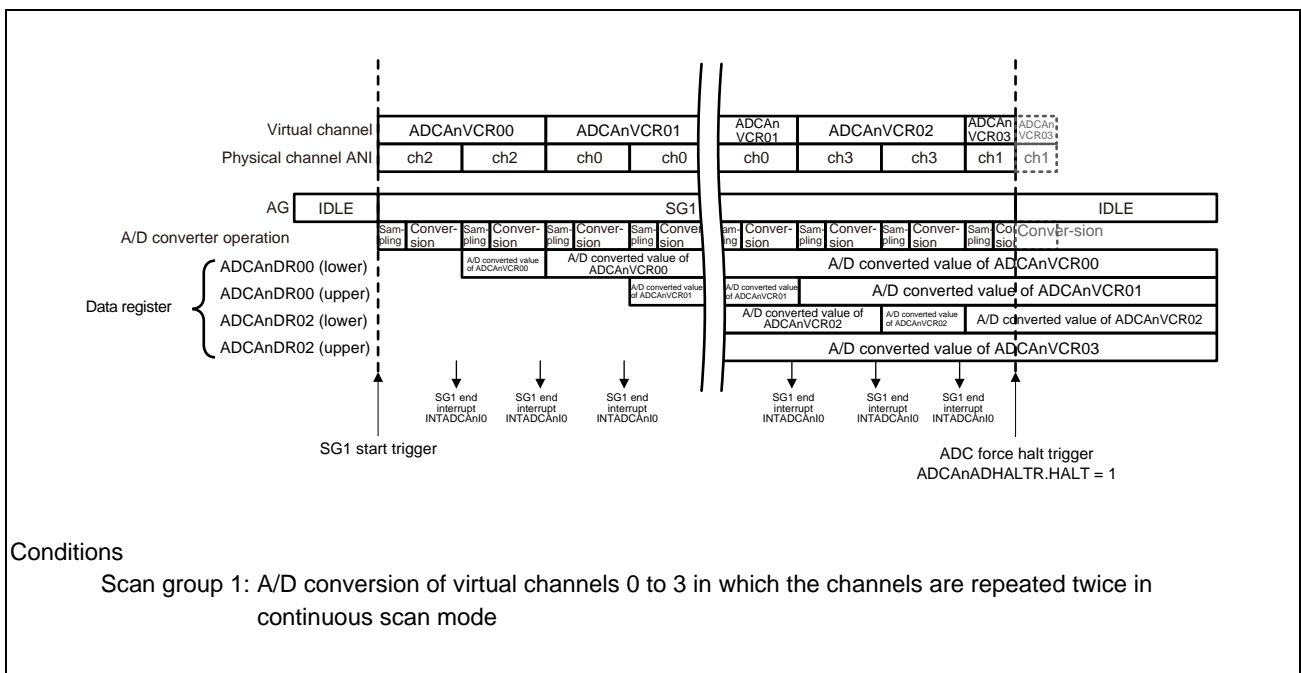 Virtual channel ADCAnVCR00 ADCAnVCR01 ADCAn VCR01 ADCAnVCR02 ADCAn VCR03 ADCAn VCR03
Physical channel ANI ch2 ch2 ch0 ch0 ch0 ch3 ch3 ch1 ch1
AG IDLE SG1 IDLE
A/D converter operation Sam-pling Conver-sion Sam-pling Conver-sion Sam-pling Conver-sion Sam-pling Conver sion Sam-pling Conver-sion Sam-pling Conver-sion Sam-pling Conver-sion Sam-pling Con sion Conver-sion
Data register
ADCAnDR00 (lower) A/D converted value of ADCAnVCR00 A/D converted value of ADCAnVCR00 A/D converted value of ADCAnVCR00
ADCAnDR00 (upper) A/D converted value of ADCAnVCR01 A/D converted value of ADCAnVCR01 A/D converted value of ADCAnVCR01
ADCAnDR02 (lower) A/D converted value of ADCAnVCR02 A/D converted value of ADCAnVCR02 A/D converted value of ADCAnVCR02
ADCAnDR02 (upper) A/D converted value of ADCAnVCR03
SG1 end SG1 end SG1 end SG1 end SG1 end SG1 end
interrupt interrupt interrupt interrupt interrupt interrupt
INTADCAnI0 INTADCAnI0 INTADCAnI0 INTADCAnI0 INTADCAnI0 INTADCAnI0
SG1 start trigger
ADC force halt trigger
ADCAnADHALTR.HALT = 1
Conditions
Scan group 1: A/D conversion of virtual channels 0 to 3 in which the channels are repeated twice in
continuous scan mode